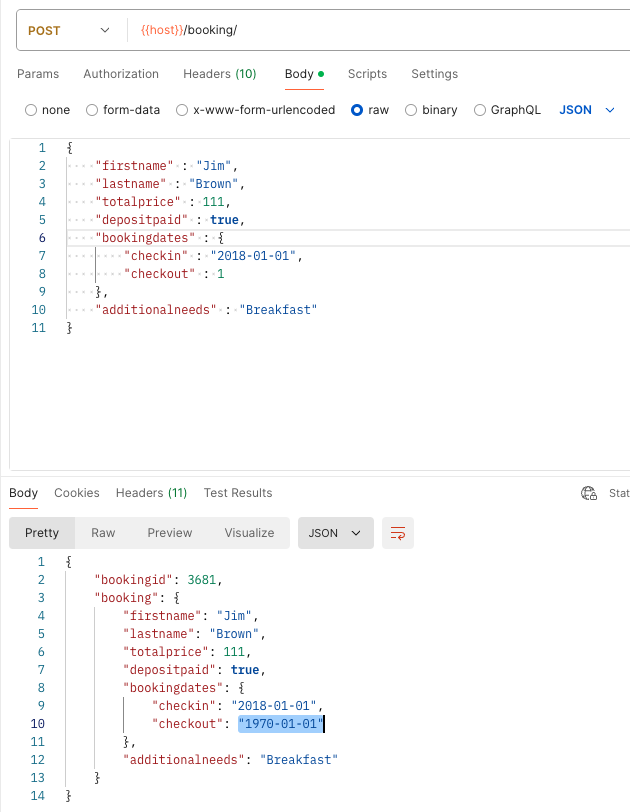 POST {{host}}/booking/
Params Authorization Headers (10) Body Scripts Settings
none form-data x-www-form-urlencoded raw binary GraphQL JSON
1 {
2 "firstname" : "Jim",
3 "lastname" : "Brown",
4 "totalprice" : 111,
5 "depositpaid" : true,
6 "bookingdates" : {
7 "checkin" : "2018-01-01",
8 "checkout" : 1
9 },
10 "additionalneeds" : "Breakfast"
11 }
Body Cookies Headers (11) Test Results Stat
Pretty Raw Preview Visualize JSON
1 {
2 "bookingid": 3681,
3 "booking": {
4 "firstname": "Jim",
5 "lastname": "Brown",
6 "totalprice": 111,
7 "depositpaid": true,
8 "bookingdates": {
9 "checkin": "2018-01-01",
10 "checkout": "1970-01-01"
11 },
12 "additionalneeds": "Breakfast"
13 }
14 }